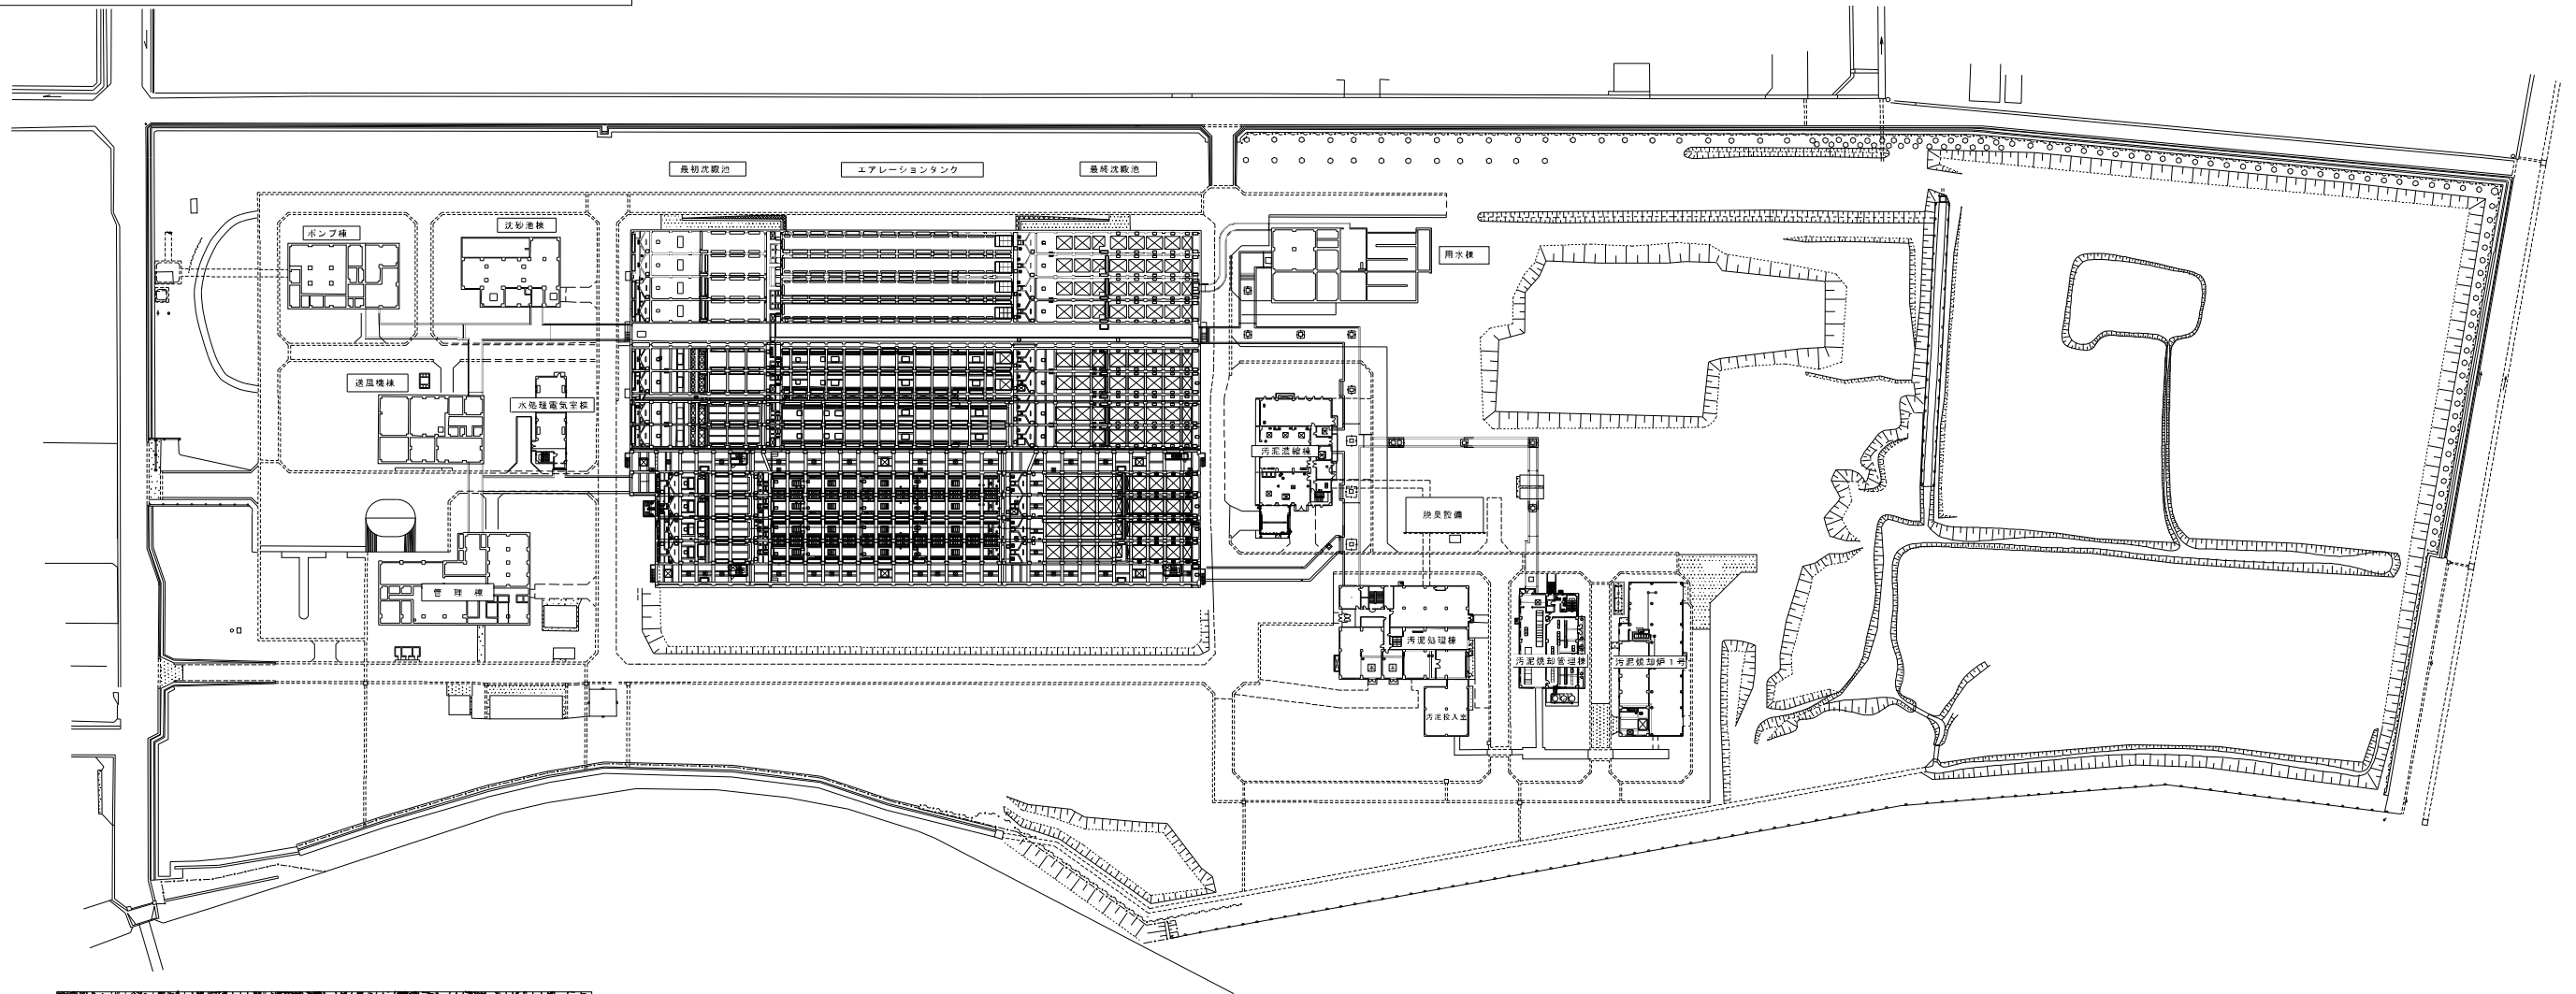 最初沈殿池
エアレーションタンク
最終沈殿池
ポンプ棟
沈砂池棟
用水棟
送風機棟
水処理電気室棟
汚泥濃縮棟
脱臭設備
管理棟
汚泥処理棟
汚泥焼却管理棟
汚泥焼却炉1号
汚泥投入室